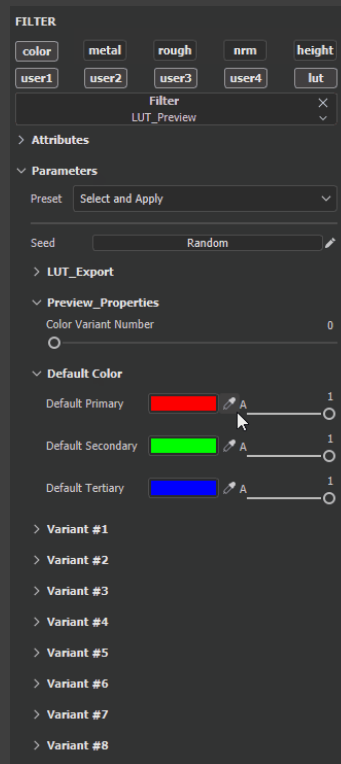 FILTER
color metal rough nrm height
user1 user2 user3 user4 lut
Filter
LUT_Preview
Attributes
Parameters
Preset Select and Apply
Seed Random
LUT_Export
Preview_Properties
Color Variant Number 0
Default Color
Default Primary A 1
Default Secondary A 1
Default Tertiary A 1
Variant #1
Variant #2
Variant #3
Variant #4
Variant #5
Variant #6
Variant #7
Variant #8